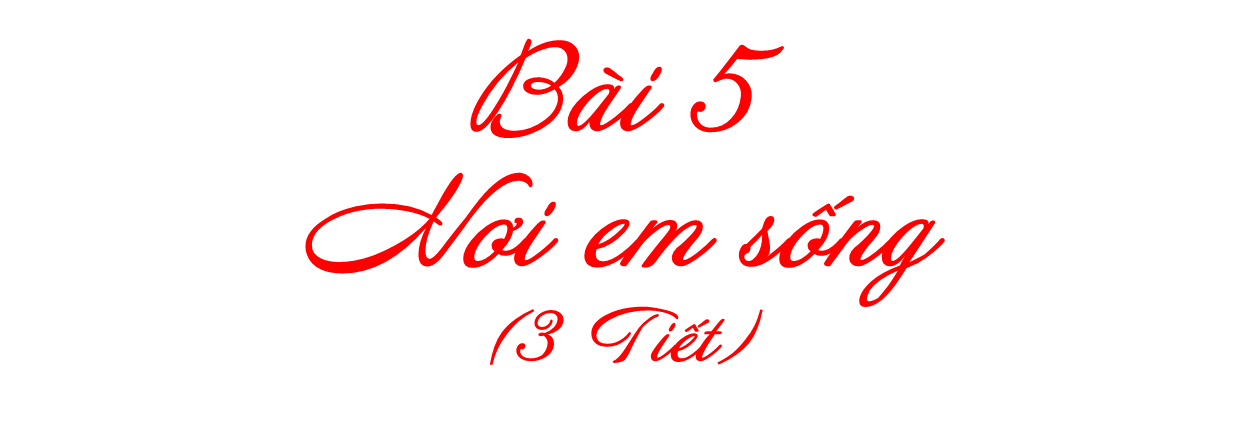 Bài 5
Nơi em sống
(3 Tiết)